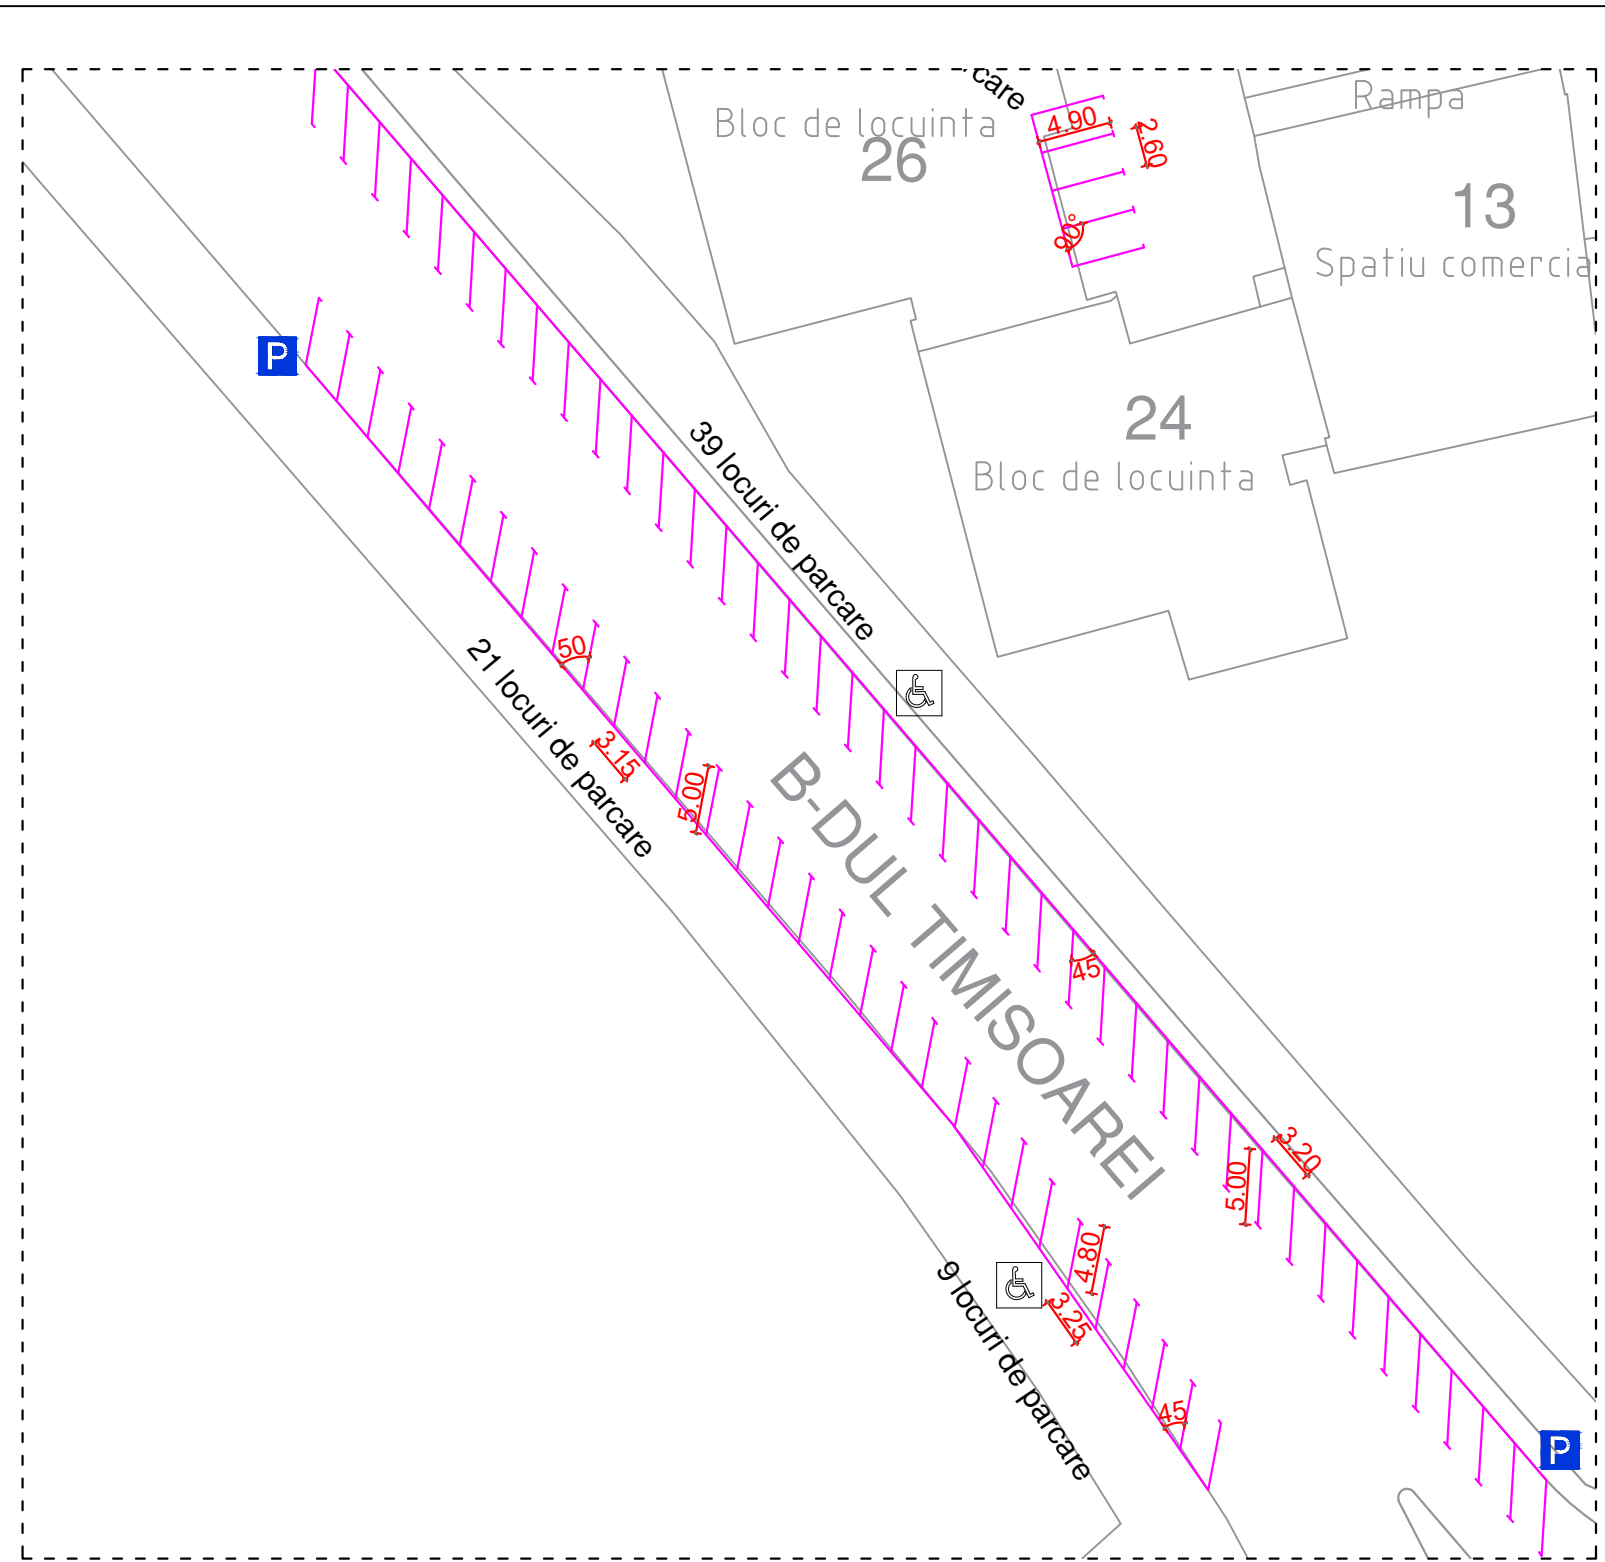 care
Rampa
Bloc de locuinta
26
4.90
2.60
13
90°
Spatiu comercia
P
24
39 locuri de parcare
Bloc de locuinta
50
21 locuri de parcare
3.15
5.00
B-DUL TIMISOAREI
45
3.20
5.00
4.80
9 locuri de parcare
3.25
45
P